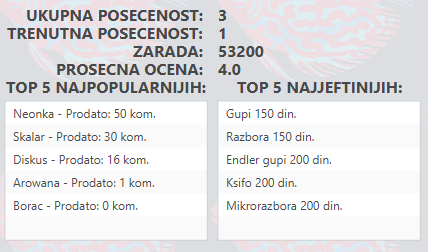 UKUPNA POSECENOST: 3
TRENUTNA POSECENOST: 1
ZARADA: 53200
PROSECNA OCENA: 4.0
TOP 5 NAJPOPULARNIJIH:
Neonka - Prodato: 50 kom.
Skalar - Prodato: 30 kom.
Diskus - Prodato: 16 kom.
Arowana - Prodato: 1 kom.
Borac - Prodato: 0 kom.
TOP 5 NAJJEFTINIJIH:
Gupi 150 din.
Razbora 150 din.
Endler gupi 200 din.
Ksifo 200 din.
Mikrorazbora 200 din.